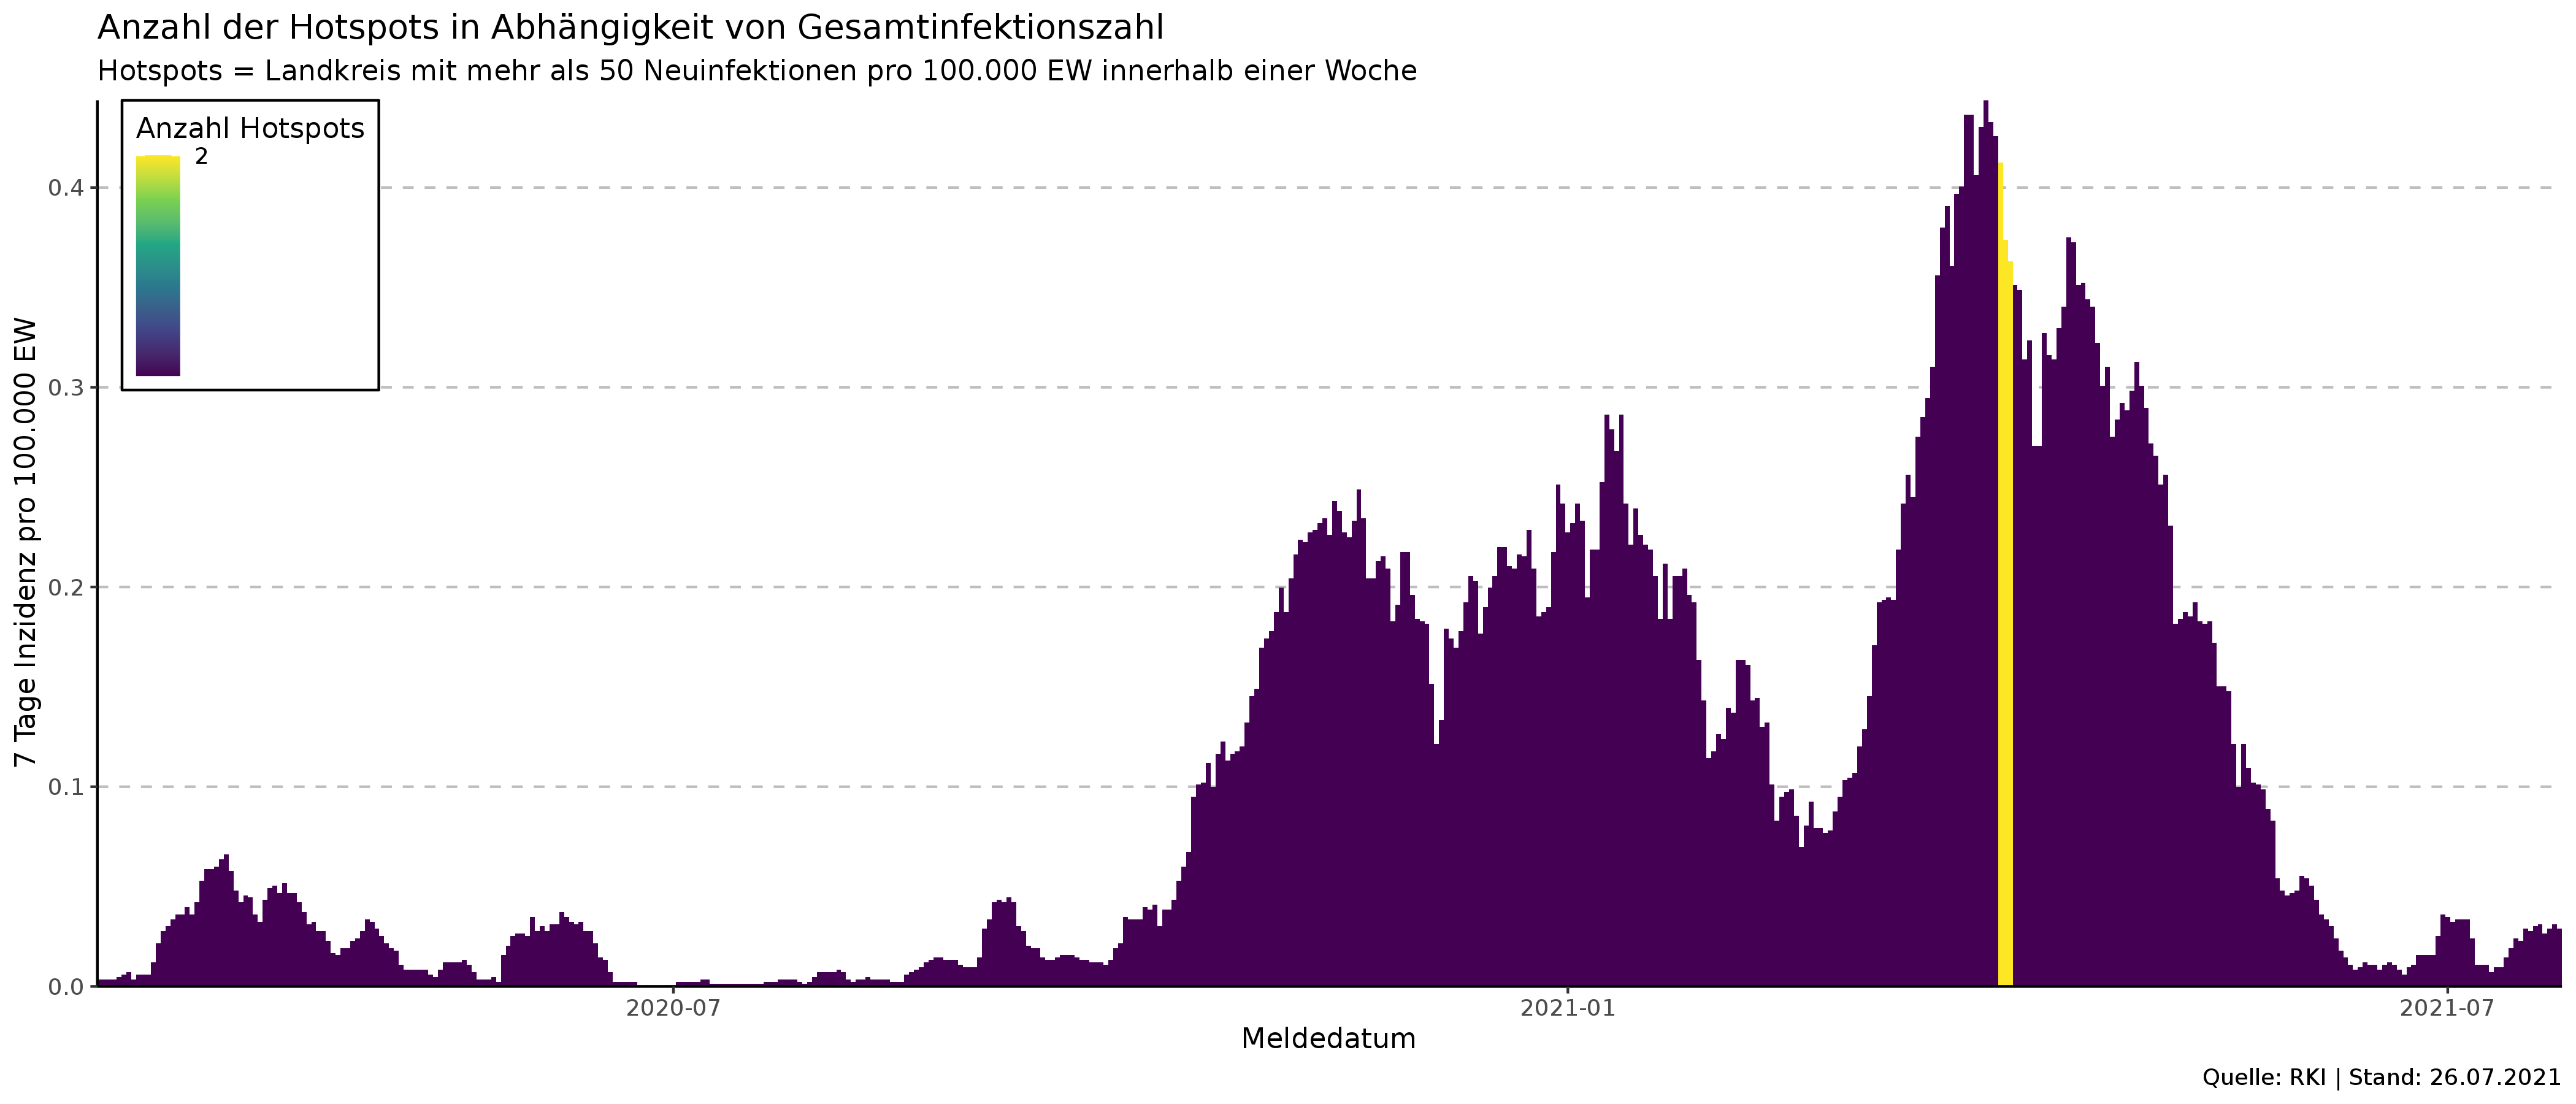 Anzahl der Hotspots in Abhängigkeit von Gesamtinfektionszahl
Hotspots = Landkreis mit mehr als 50 Neuinfektionen pro 100.000 EW innerhalb einer Woche
Anzahl Hotspots
2
7 Tage Inzidenz pro 100.000 EW
0.4
0.3
0.2
0.1
0.0
2020-07
2021-01
2021-07
Meldedatum
Quelle: RKI | Stand: 26.07.2021